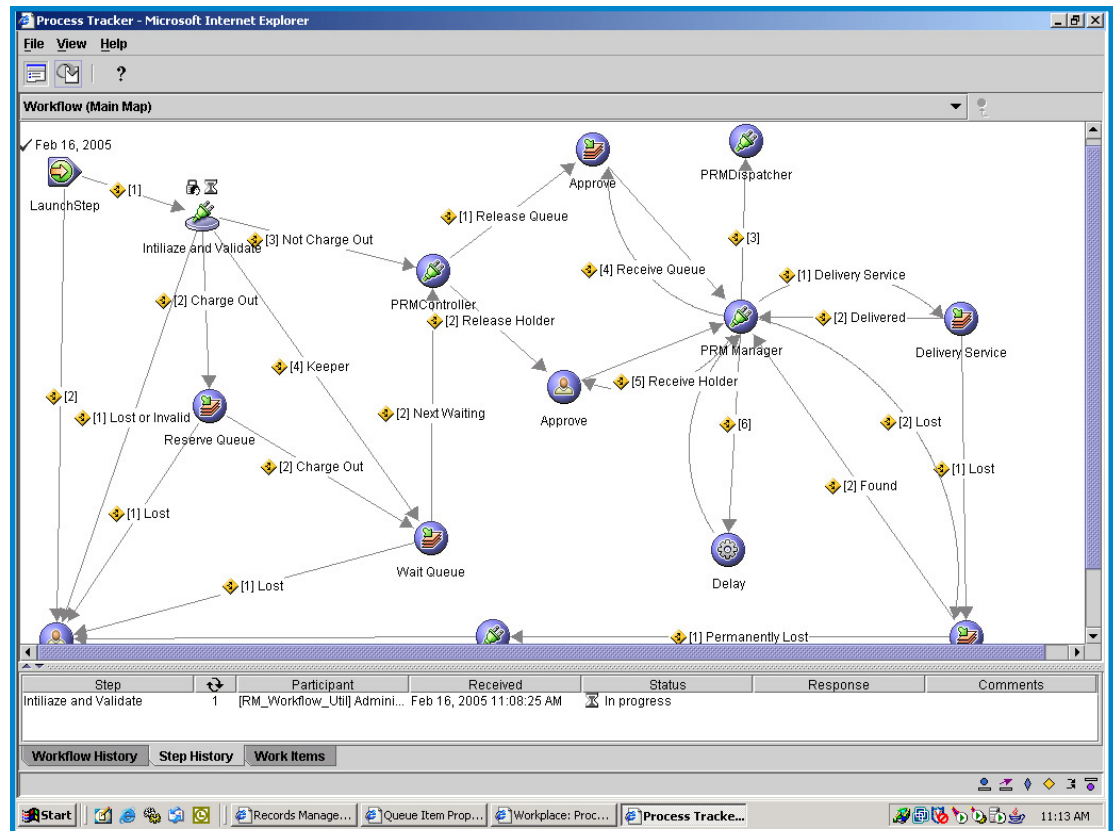 Process Tracker - Microsoft Internet Explorer
File View Help
?
Workflow (Main Map)
Feb 16, 2005
LaunchStep
[1]
Intiliaze and Validate
[3] Not Charge Out
[2] Charge Out
[4] Keeper
[2]
[1] Lost or Invalid
Reserve Queue
[2] Charge Out
[1] Lost
Wait Queue
[1] Lost
[2] Next Waiting
PRMController
[1] Release Queue
[2] Release Holder
Approve
Approve
PRMDispatcher
[3]
[4] Receive Queue
[1] Delivery Service
[2] Delivered
Delivery Service
PRM Manager
[5] Receive Holder
[6]
[2] Lost
[1] Lost
[2] Found
Delay
[1] Permanently Lost
Step Participant Received Status Response Comments
Intiliaze and Validate 1 [RM_Workflow_Util] Admini... Feb 16, 2005 11:08:25 AM In progress
Workflow History Step History Work Items
Start Records Manage... Queue Item Prop... Workplace: Proc... Process Tracke... 11:13 AM